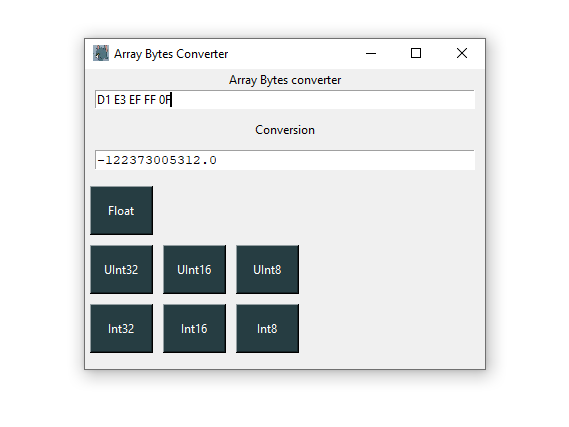 Array Bytes Converter
Array Bytes converter
D1 E3 EF FF 0F
Conversion
-122373005312.0
Float
UInt32 UInt16 UInt8
Int32 Int16 Int8